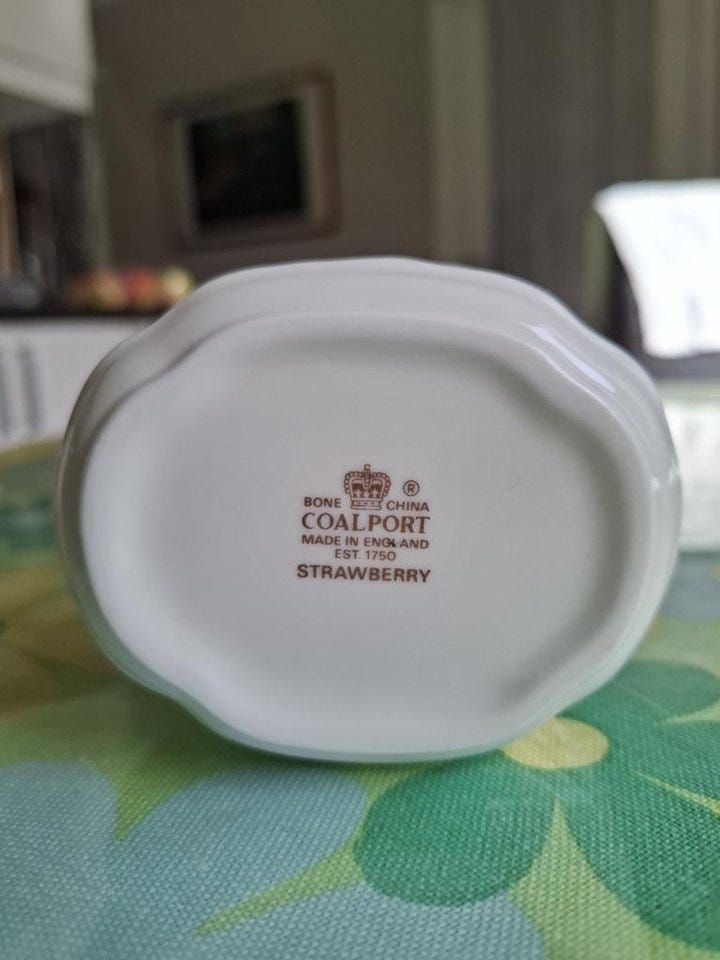 ®
BONE CHINA
COALPORT
MADE IN ENGLAND
EST. 1750
STRAWBERRY